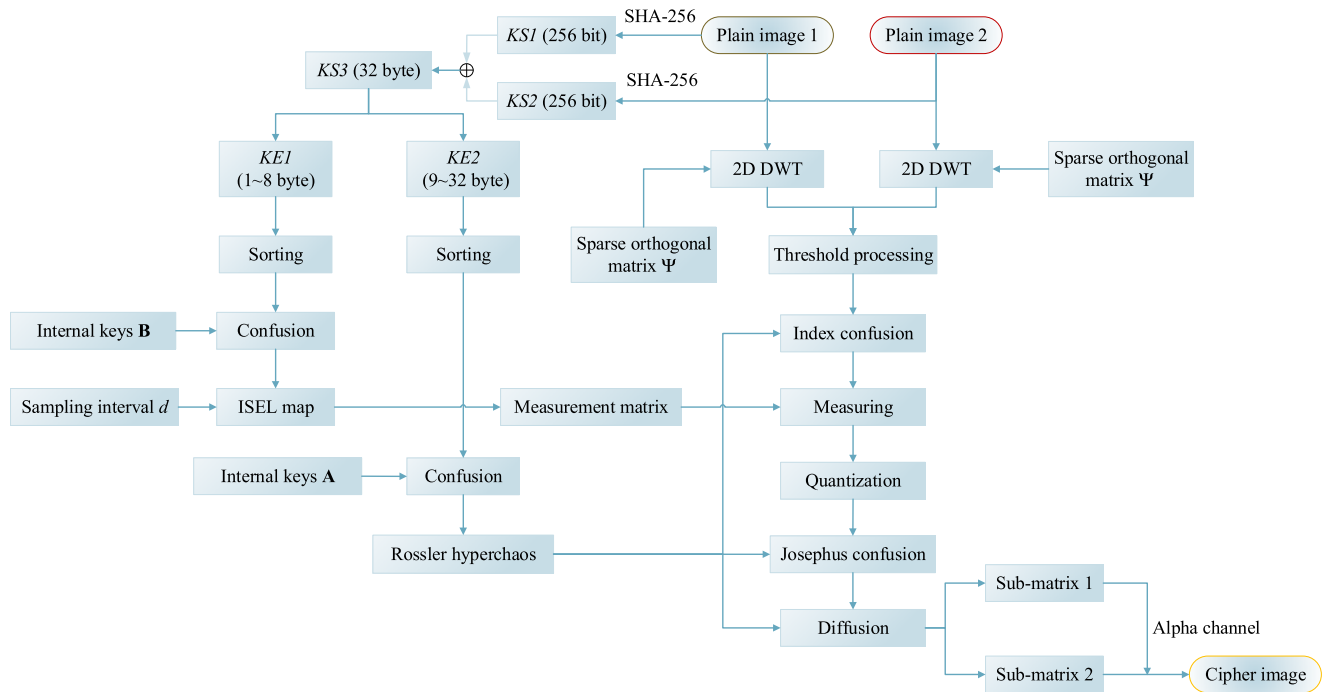 SHA-256
KS1 (256 bit)
Plain image 1
Plain image 2
KS3 (32 byte)
SHA-256
KS2 (256 bit)
KE1
(1~8 byte)
KE2
(9~32 byte)
2D DWT
2D DWT
Sparse orthogonal
matrix Ψ
Sorting
Sorting
Sparse orthogonal
matrix Ψ
Threshold processing
Internal keys B
Confusion
Index confusion
Sampling interval d
ISEL map
Measurement matrix
Measuring
Internal keys A
Confusion
Quantization
Rossler hyperchaos
Josephus confusion
Sub-matrix 1
Diffusion
Alpha channel
Sub-matrix 2
Cipher image